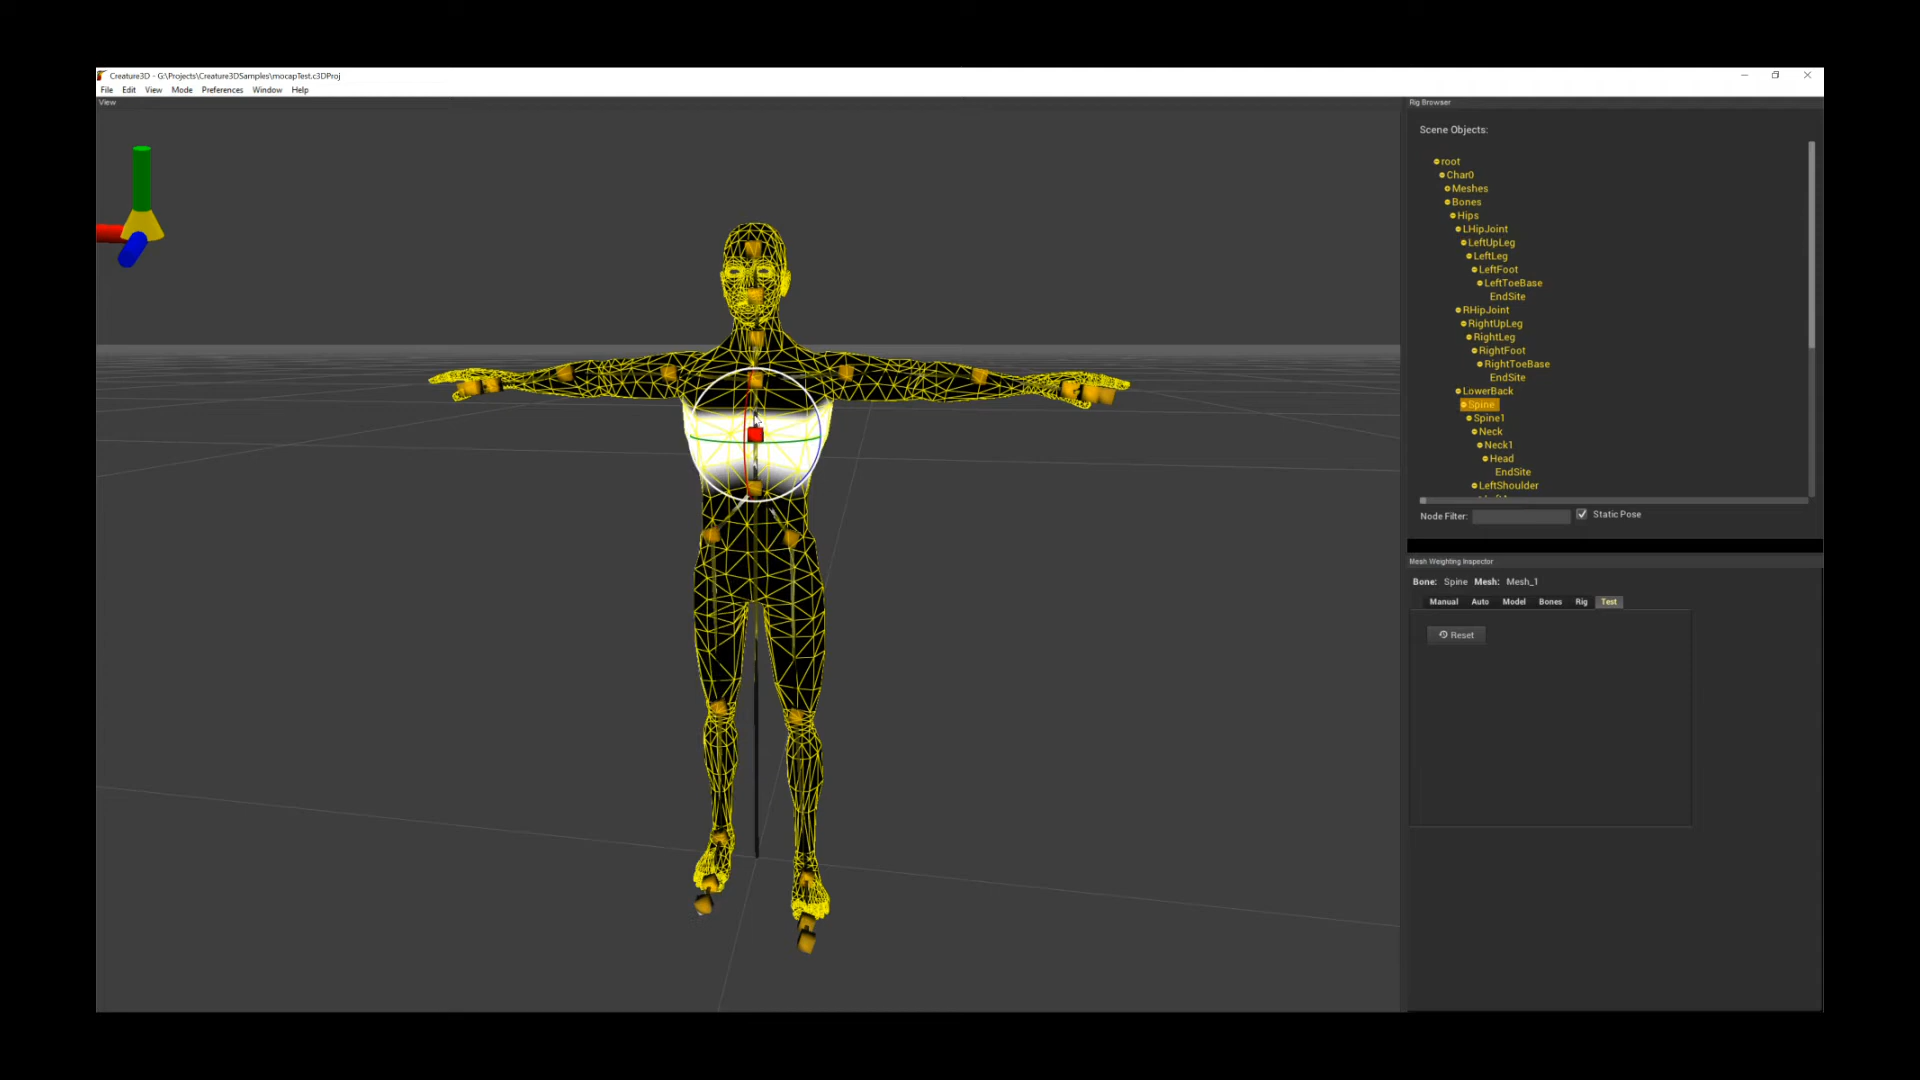 Creature3D - G:\Projects\Creature3DSamples\mocapTest.c3DProj
File Edit View Mode Preferences Window Help
View
Rig Browser
Scene Objects:
root
Char0
Meshes
Bones
Hips
LHipJoint
LeftUpLeg
LeftLeg
LeftFoot
LeftToeBase
EndSite
RHipJoint
RightUpLeg
RightLeg
RightFoot
RightToeBase
EndSite
LowerBack
Spine
Spine1
Neck
Neck1
Head
EndSite
LeftShoulder
Node Filter: Static Pose
Mesh Weighting Inspector
Bone: Spine Mesh: Mesh_1
Manual Auto Model Bones Rig Test
Reset